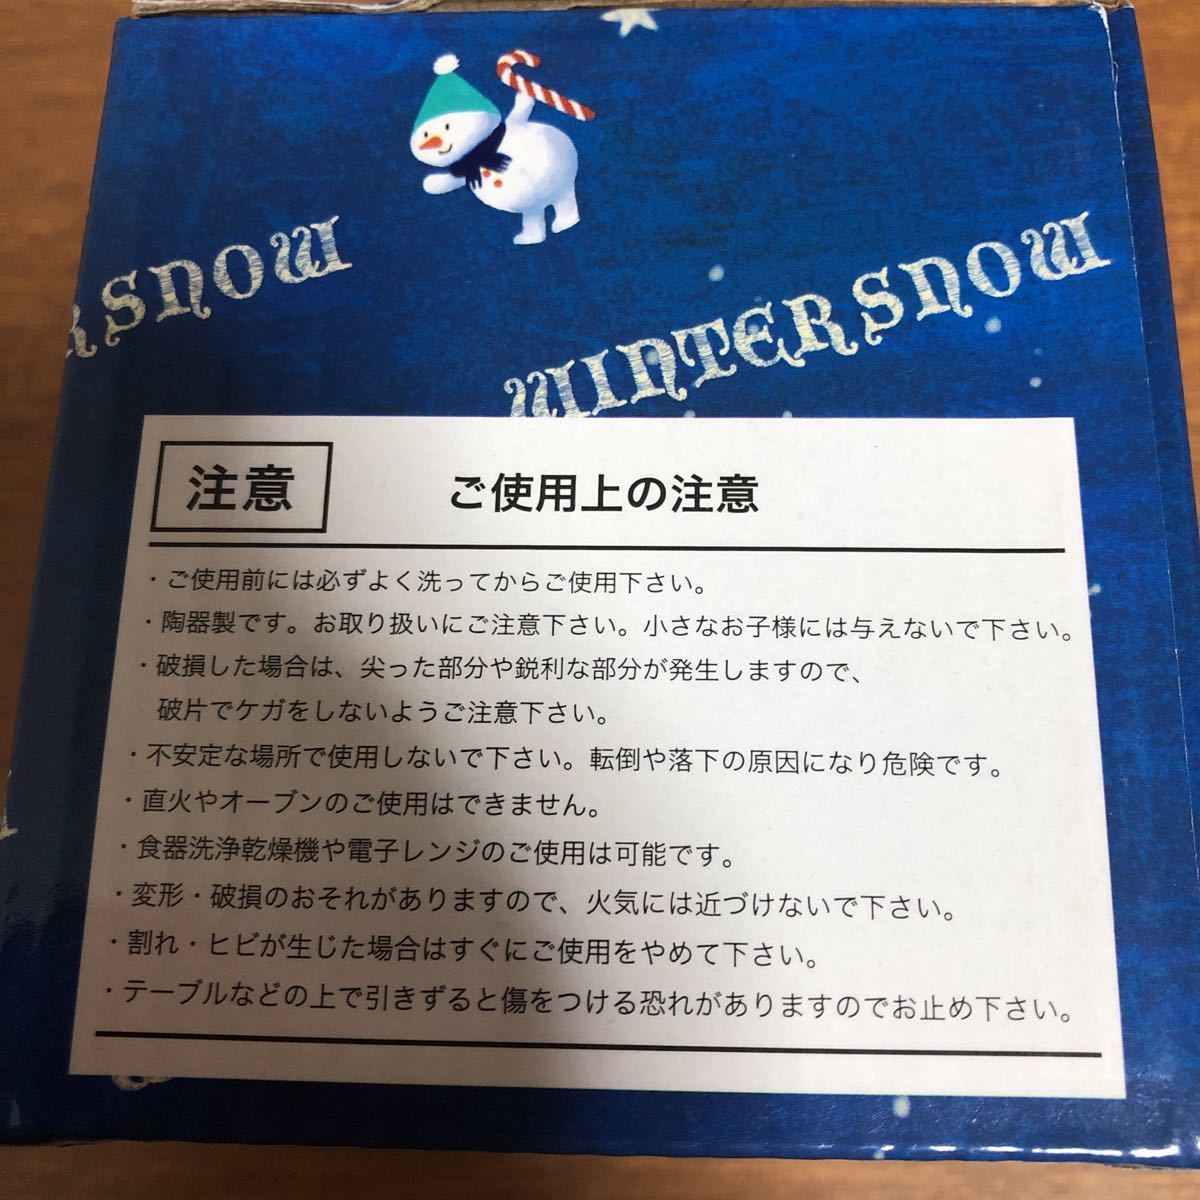 RSNOW
WINTERSNOW
注意
ご使用上の注意
・ご使用前には必ずよく洗ってからご使用下さい。
・陶器製です。お取り扱いにご注意下さい。小さなお子様には与えないで下さい。
・破損した場合は、尖った部分や鋭利な部分が発生しますので、
破片でケガをしないようご注意下さい。
・不安定な場所で使用しないで下さい。転倒や落下の原因になり危険です。
・直火やオーブンのご使用はできません。
・食器洗浄乾燥機や電子レンジのご使用は可能です。
・変形・破損のおそれがありますので、火気には近づけないで下さい。
・割れ・ヒビが生じた場合はすぐにご使用をやめて下さい。
・テーブルなどの上で引きずると傷をつける恐れがありますのでお止め下さい。